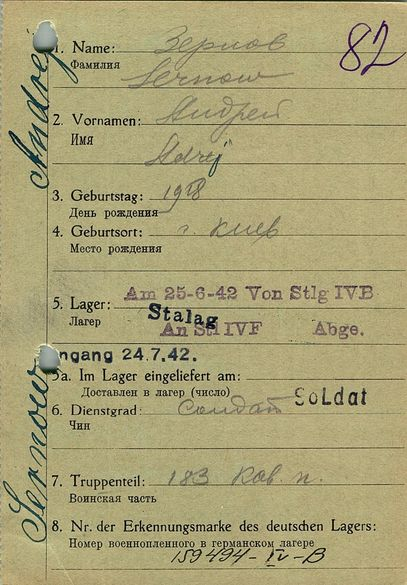 82
Sernow Andrej
1. Name: Зернов
Фамилия Sernow
2. Vornamen: Андрей
Имя
Adrej
3. Geburtstag: 1918
День рождения
4. Geburtsort: г. Киев
Место рождения
Am 25-6-42 Von Stlg IVB
5. Lager: Stalag
Лагер An Stl IVF Abge.
ngang 24.7.42.
5a. Im Lager eingeliefert am:
Доставлен в лагер (число)
6. Dienstgrad: Солдат Soldat
Чин
7. Truppenteil: 183 Кав. п.
Воинская часть
8. Nr. der Erkennungsmarke des deutschen Lagers:
Номер военнопленного в германском лагере
159494-IV-B